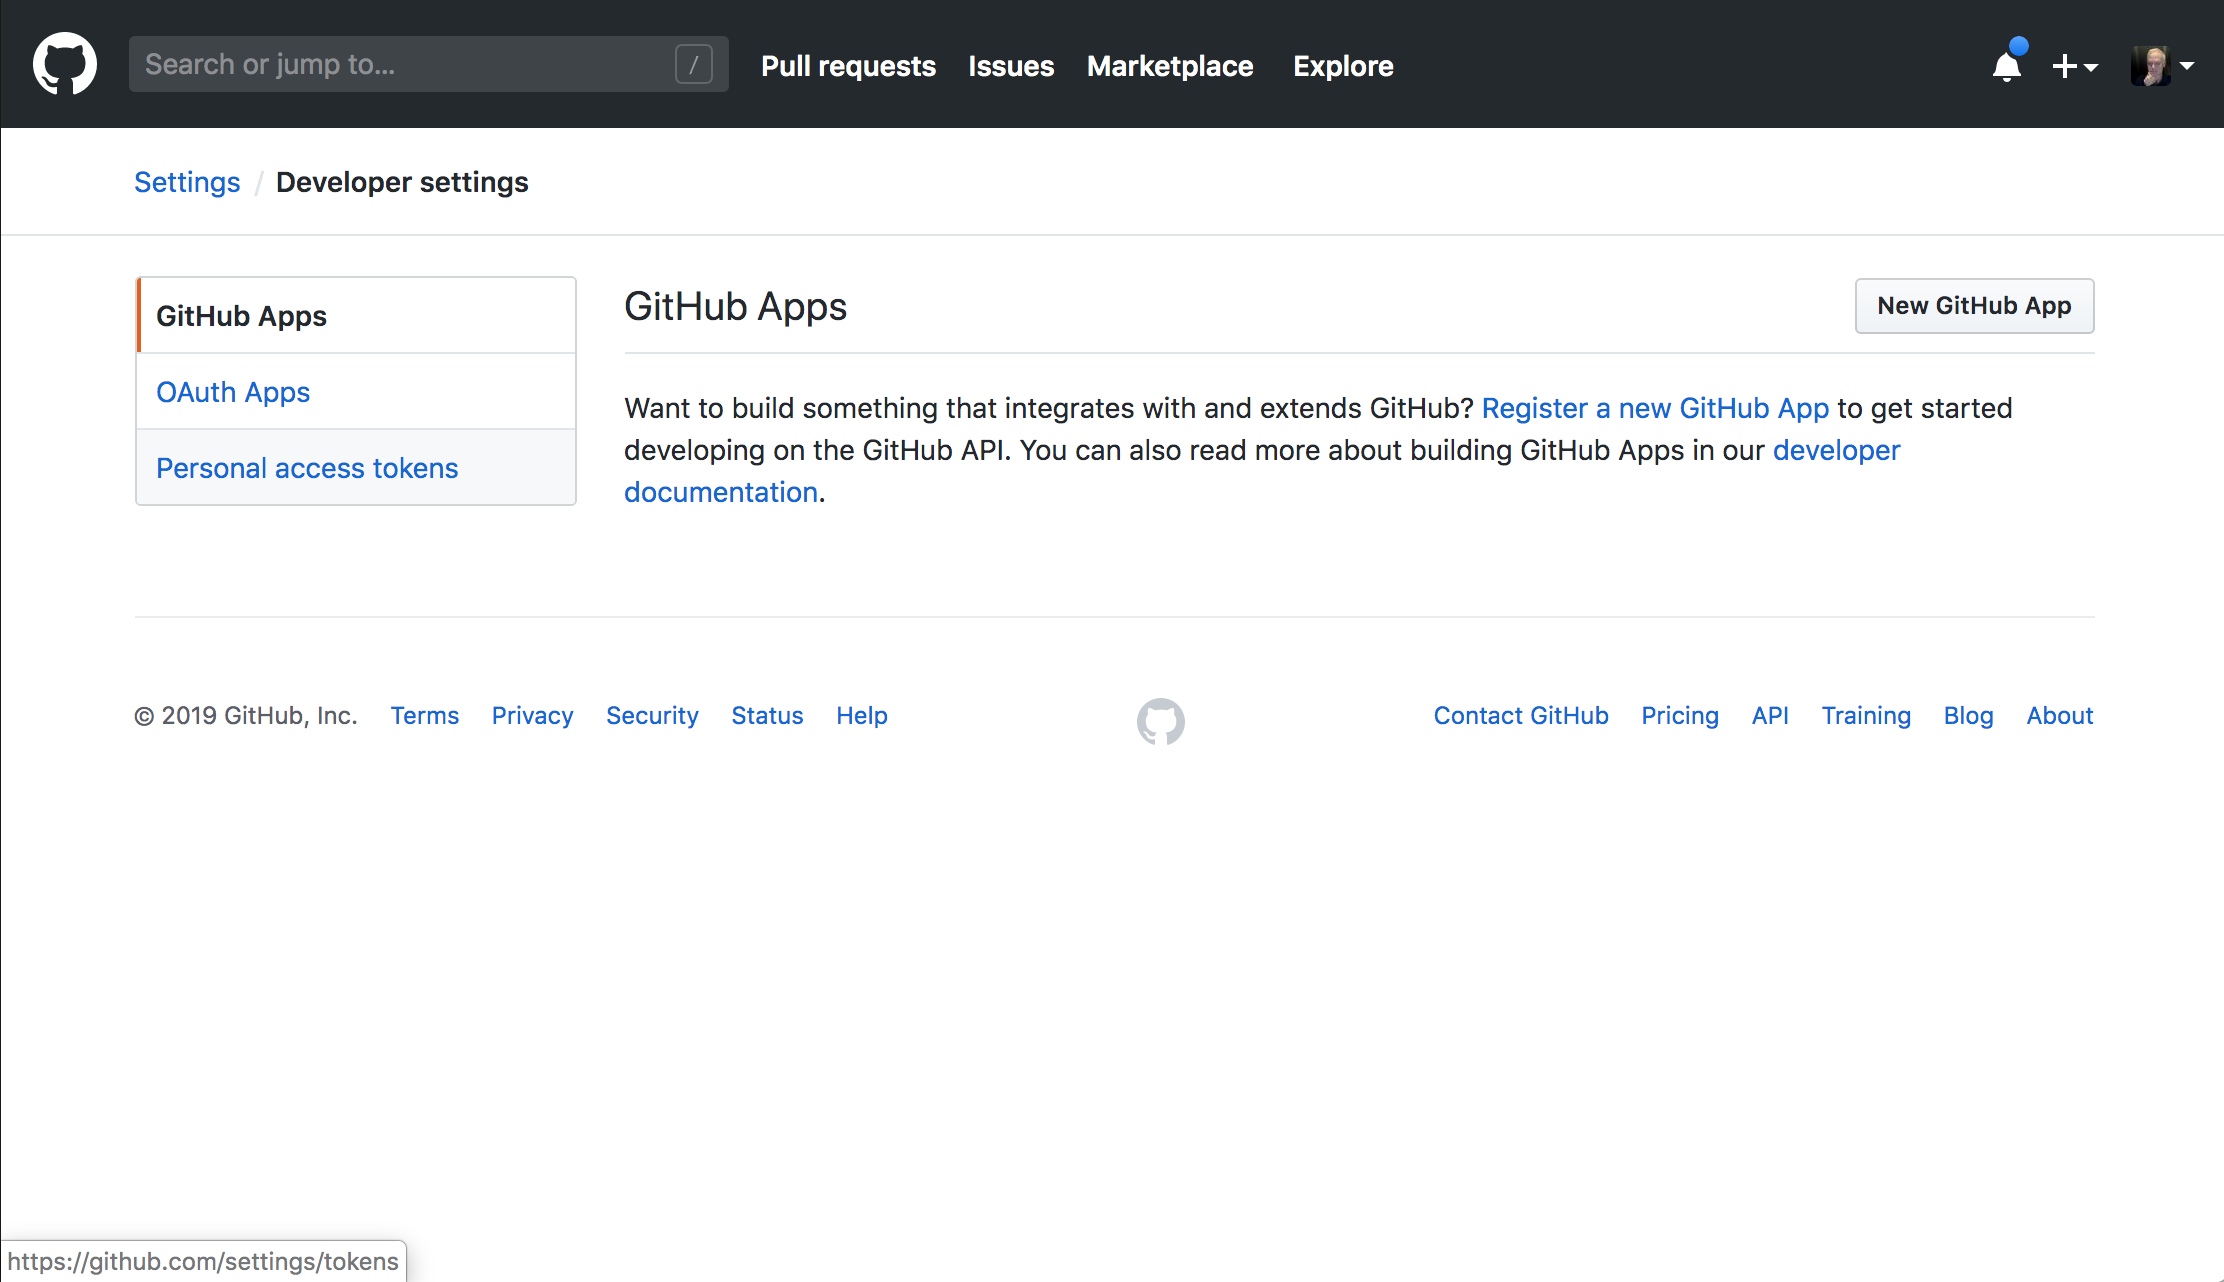 Search or jump to...
/
Pull requests
Issues
Marketplace
Explore
Settings / Developer settings
GitHub Apps
OAuth Apps
Personal access tokens
GitHub Apps
New GitHub App
Want to build something that integrates with and extends GitHub? Register a new GitHub App to get started
developing on the GitHub API. You can also read more about building GitHub Apps in our developer
documentation.
© 2019 GitHub, Inc.
Terms
Privacy
Security
Status
Help
Contact GitHub
Pricing
API
Training
Blog
About
https://github.com/settings/tokens